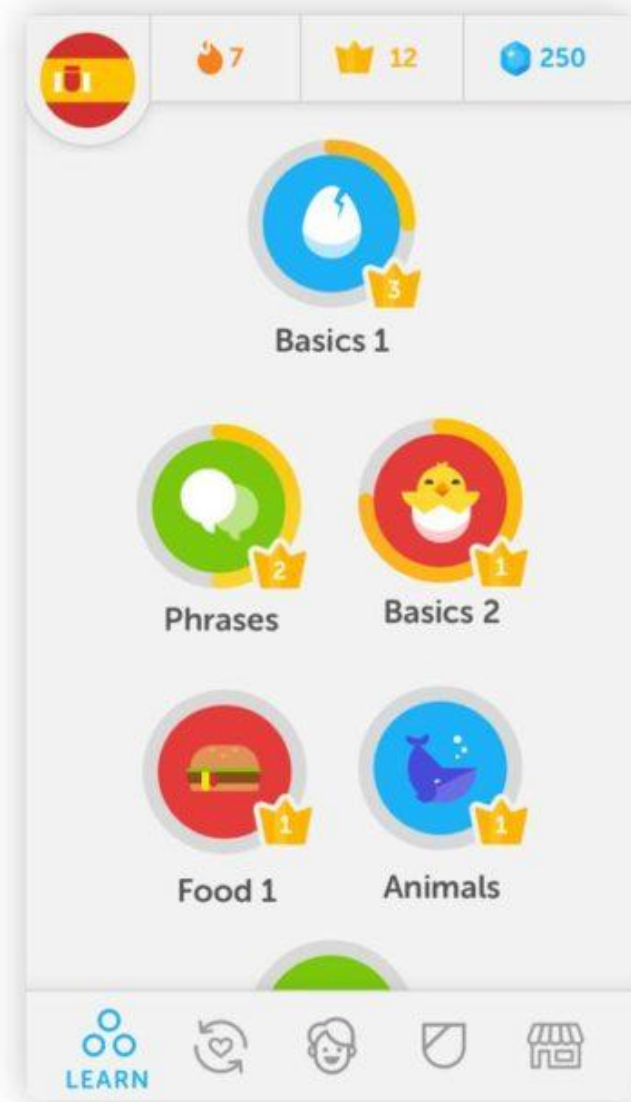 7 12 250
3
Basics 1
2 1
Phrases Basics 2
1 1
Food 1 Animals
LEARN